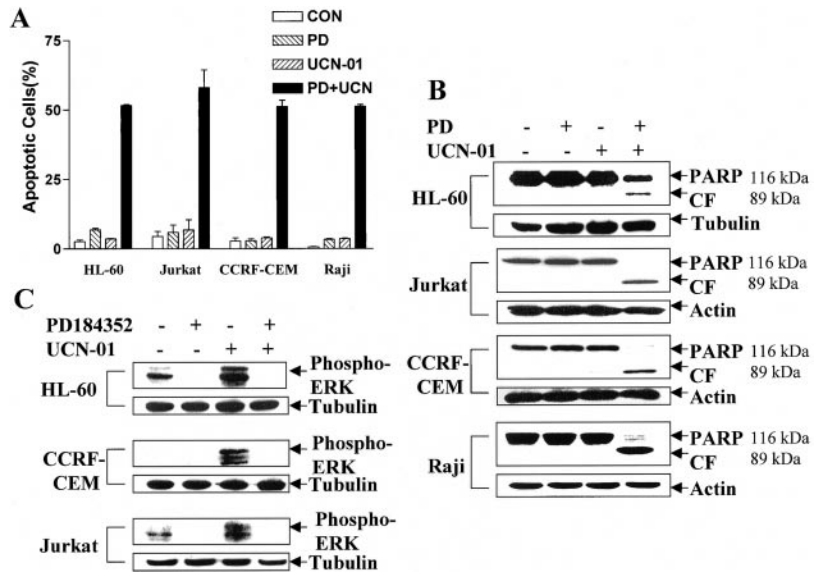 A
Apoptotic Cells(%)
75
50
25
0
CON
PD
UCN-01
PD+UCN
HL-60 Jurkat CCRF-CEM Raji
B
PD - + - +
UCN-01 - - + +
HL-60
PARP 116 kDa
CF 89 kDa
Tubulin
Jurkat
PARP 116 kDa
CF 89 kDa
Actin
CCRF-
CEM
PARP 116 kDa
CF 89 kDa
Actin
Raji
PARP 116 kDa
CF 89 kDa
Actin
C
PD184352 - + - +
UCN-01 - - + +
HL-60
Phospho-
ERK
Tubulin
CCRF-
CEM
Phospho-
ERK
Tubulin
Jurkat
Phospho-
ERK
Tubulin